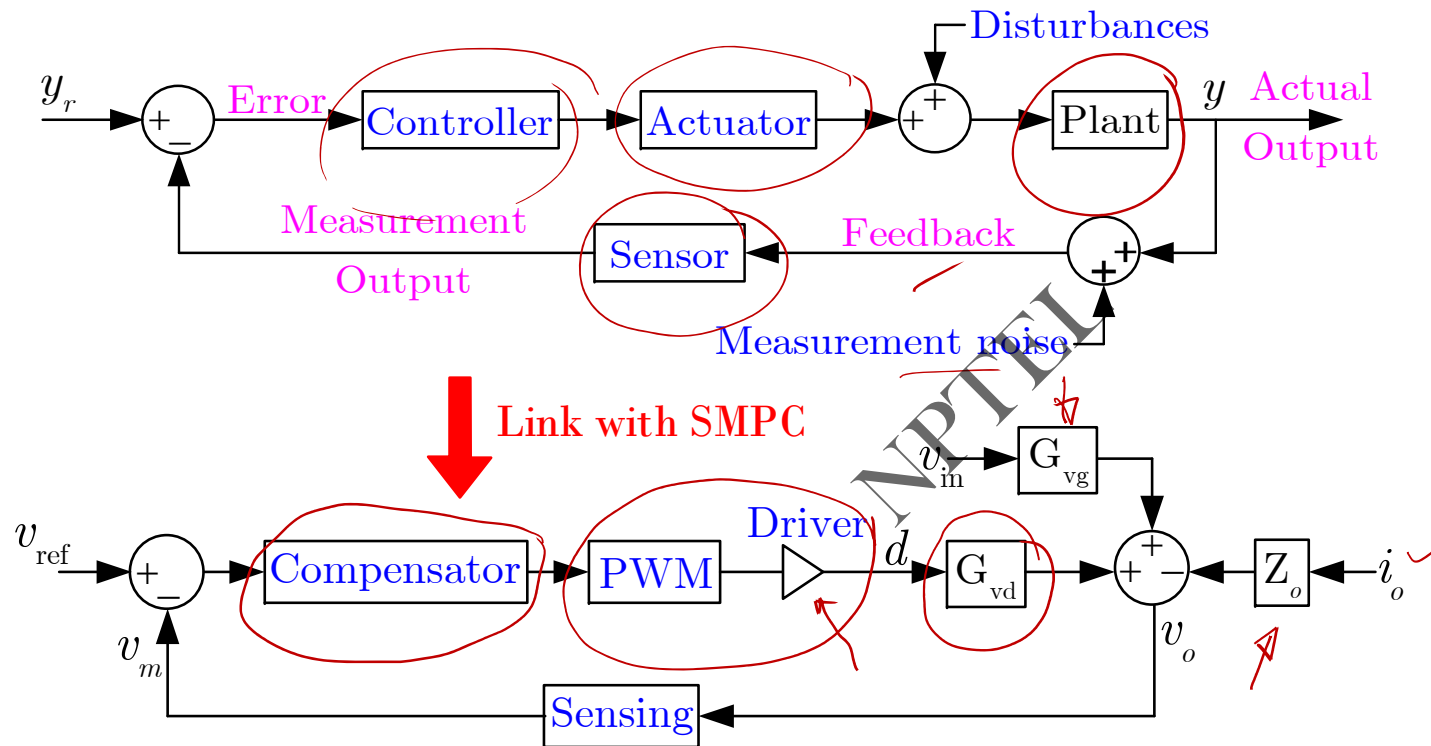 Disturbances
y_r
+
−
Error
Controller
Actuator
+
+
Plant
y
Actual
Output
Measurement
Output
Sensor
Feedback
+
+
Measurement noise
NPTEL
Link with SMPC
v_in
G_vg
v_ref
+
−
Compensator
PWM
Driver
d
G_vd
+
+
−
Z_o
i_o
v_m
v_o
Sensing